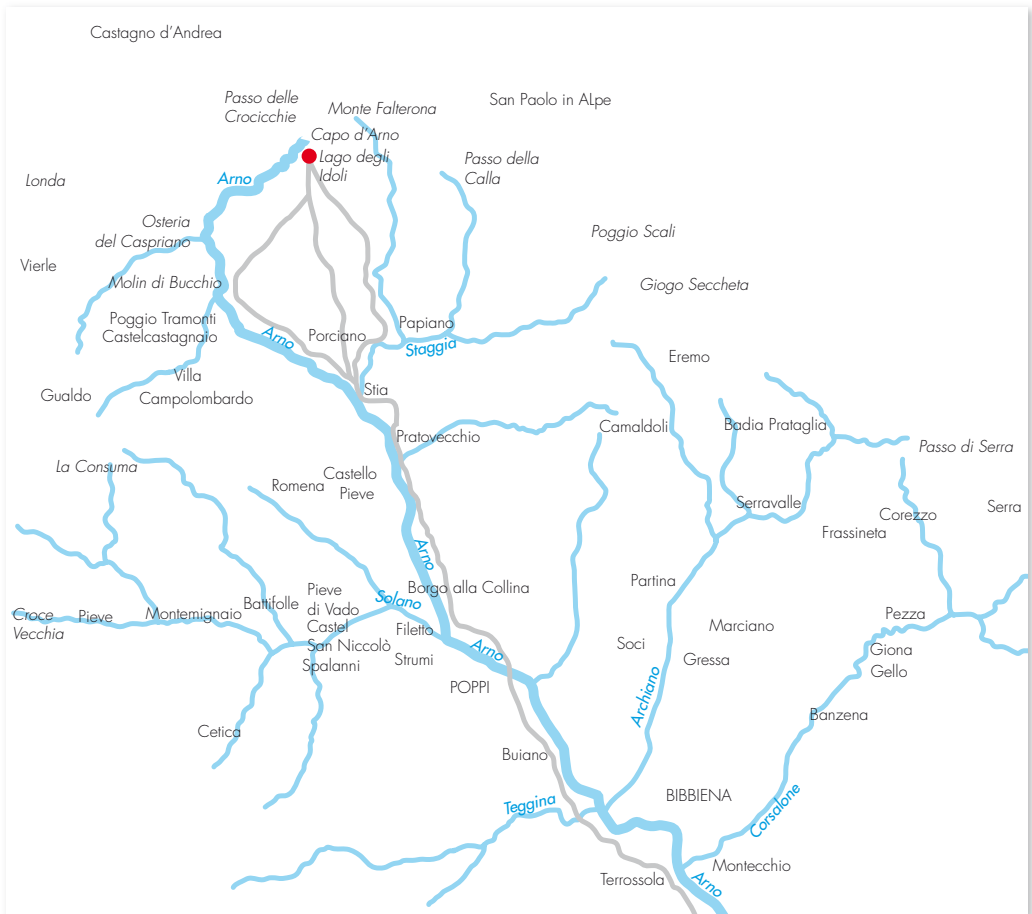 Castagno d’Andrea
Passo delle
Crocicchie
Monte Falterona
San Paolo in ALpe
Capo d’Arno
Lago degli
Idoli
Passo della
Calla
Londa
Arno
Osteria
del Caspriano
Poggio Scali
Vierle
Molin di Bucchio
Giogo Seccheta
Poggio Tramonti
Castelcastagnaio
Arno
Porciano
Papiano
Staggia
Eremo
Villa
Gualdo
Campolombardo
Stia
Pratovecchio
Camaldoli
Badia Prataglia
Passo di Serra
La Consuma
Romena
Castello
Pieve
Serravalle
Corezzo
Serra
Frassineta
Arno
Partina
Borgo alla Collina
Solano
Pieve
di Vado
Castel
San Niccolò
Spalanni
Battifolle
Montemignaio
Pieve
Croce
Vecchia
Filetto
Strumi
Arno
POPPI
Soci
Marciano
Gressa
Pezza
Giona
Gello
Archiano
Banzena
Cetica
Buiano
BIBBIENA
Teggina
Corsalone
Montecchio
Terrossola
Arno